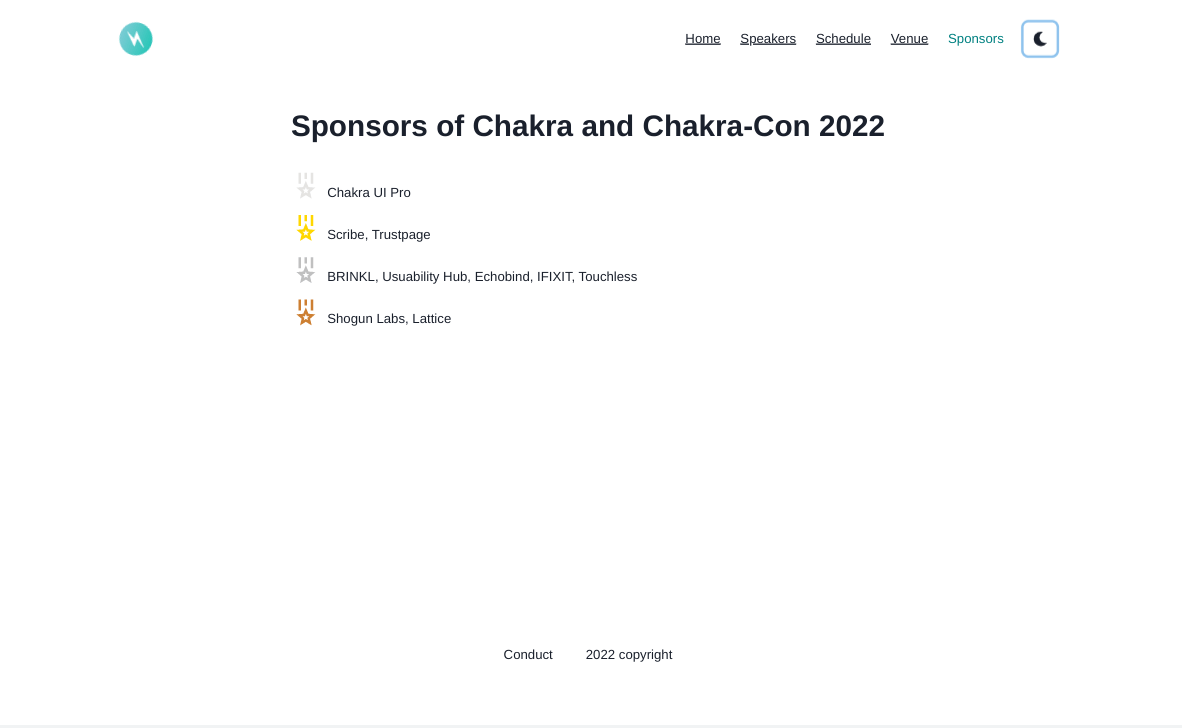 Home Speakers Schedule Venue Sponsors
Sponsors of Chakra and Chakra-Con 2022
Chakra UI Pro
Scribe, Trustpage
BRINKL, Usuability Hub, Echobind, IFIXIT, Touchless
Shogun Labs, Lattice
Conduct 2022 copyright